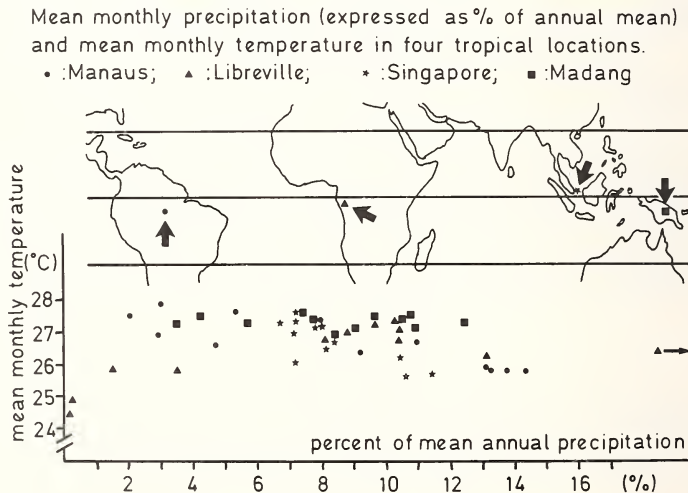 Mean monthly precipitation (expressed as % of annual mean)
and mean monthly temperature in four tropical locations.
• :Manaus; ▲ :Libreville; ★ :Singapore; ■ :Madang
mean monthly temperature (°C)
28
27
26
25
24
percent of mean annual precipitation
2 4 6 8 10 12 14 16 (%)